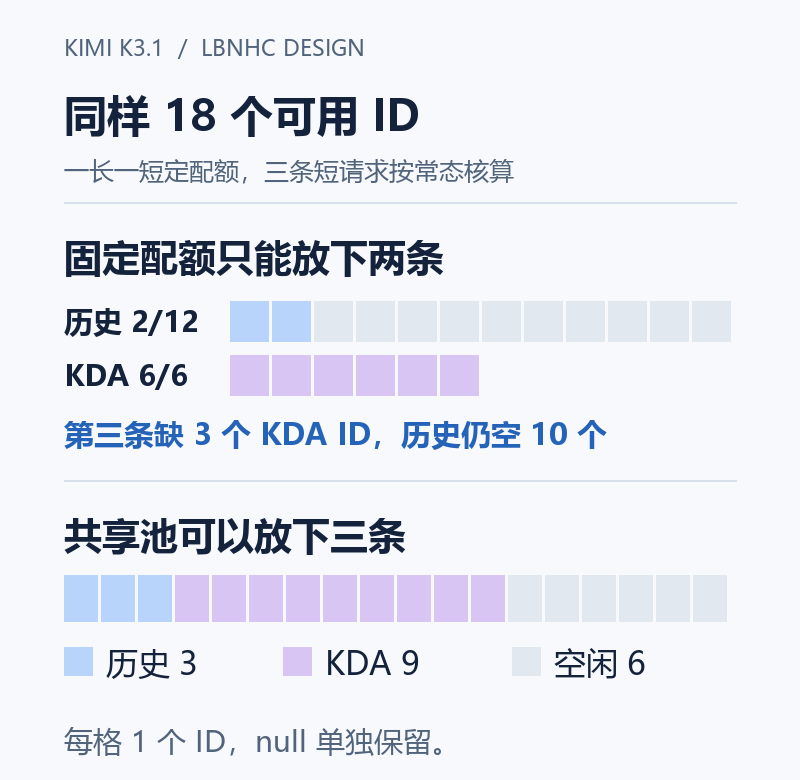 KIMI K3.1 / LBNHC DESIGN
同样 18 个可用 ID
一长一短定配额，三条短请求按常态核算
固定配额只能放下两条
历史 2/12
KDA 6/6
第三条缺 3 个 KDA ID，历史仍空 10 个
共享池可以放下三条
历史 3 KDA 9 空闲 6
每格 1 个 ID，null 单独保留。